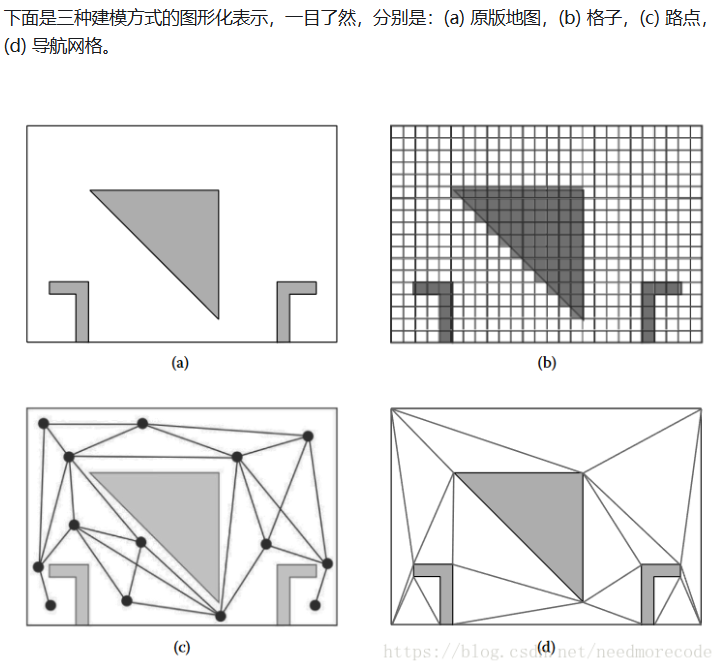 下面是三种建模方式的图形化表示，一目了然，分别是：(a) 原版地图，(b) 格子，(c) 路点，
(d) 导航网格。
(a)
(b)
(c)
(d)
https://blog.csdn.net/needmorecode